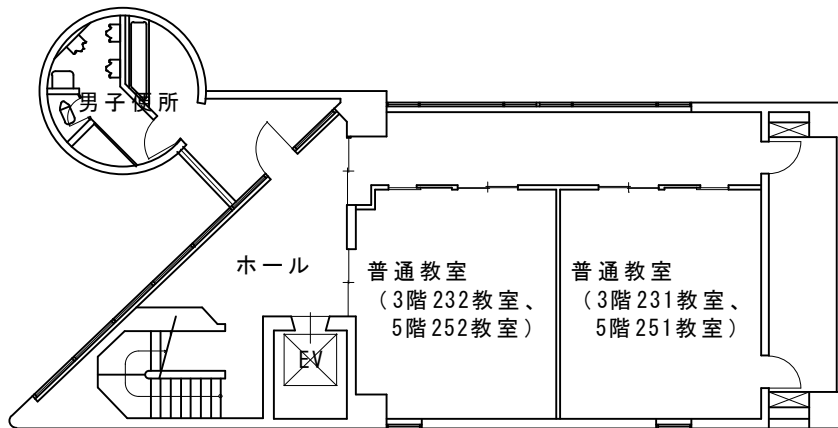 男子便所
ホール
普通教室
（3階232教室、
5階252教室）
普通教室
（3階231教室、
5階251教室）
EV